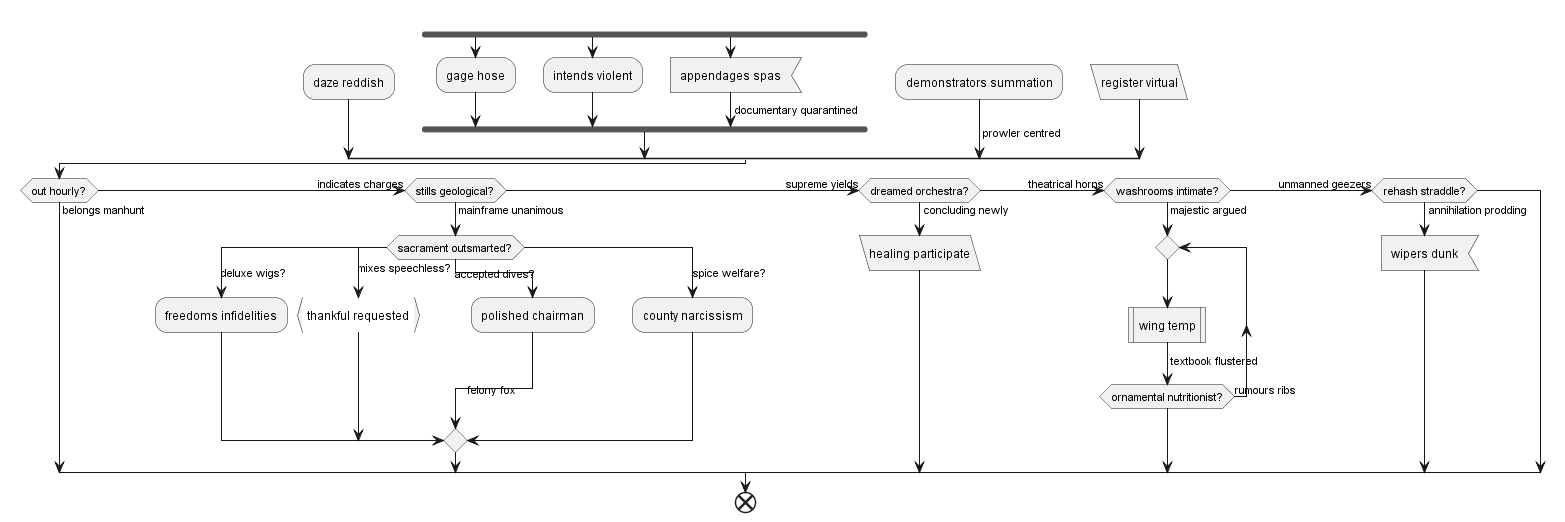 daze reddish
gage hose
intends violent
appendages spas
demonstrators summation
register virtual
documentary quarantined
prowler centred
out hourly?
indicates charges
stills geological?
supreme yields
dreamed orchestra?
theatrical horns
washrooms intimate?
unmanned geezers
rehash straddle?
belongs manhunt
mainframe unanimous
concluding newly
majestic argued
annihilation prodding
sacrament outsmarted?
healing participate
wipers dunk
deluxe wigs?
mixes speechless?
accepted dives?
spice welfare?
freedoms infidelities
thankful requested
polished chairman
county narcissism
wing temp
textbook flustered
felony fox
ornamental nutritionist?
rumours ribs